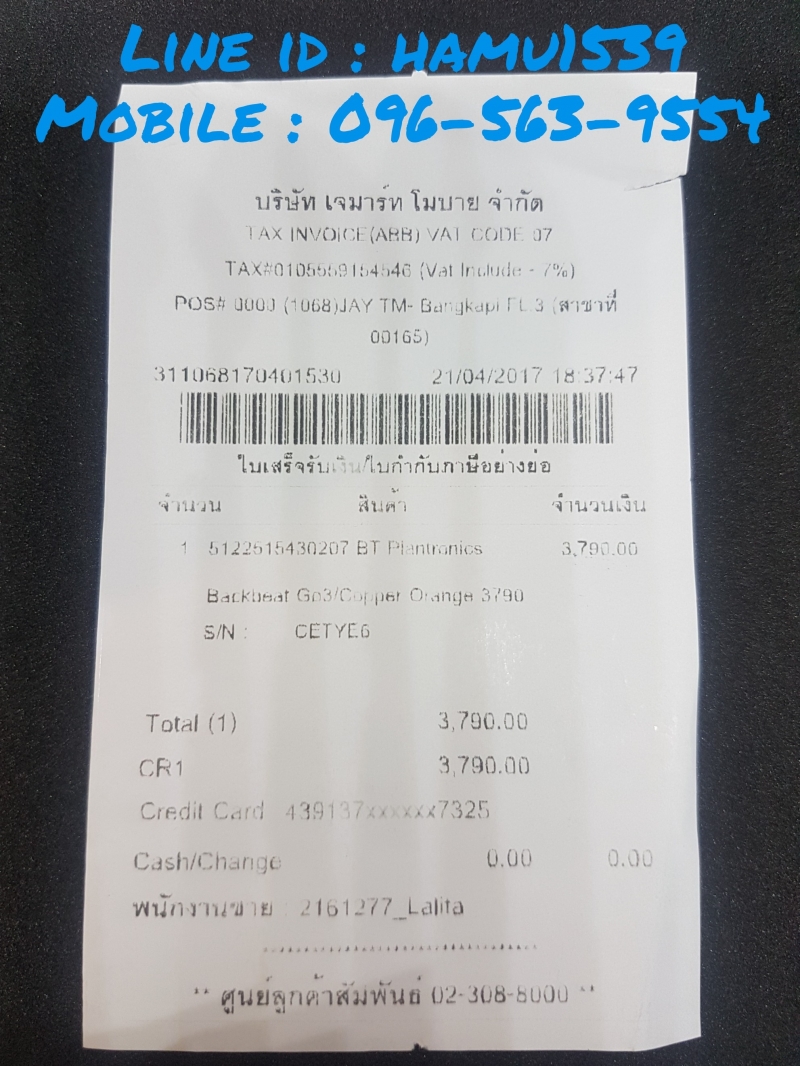 LINE ID : HAMU1539
MOBILE : 096-563-9554
บริษัท เจมาร์ท โมบาย จำกัด
TAX INVOICE(ABB) VAT CODE 07
TAX#0105559154546 (Vat Include - 7%)
POS# 0000 (1068)JAY TM- Bangkapi FL.3 (สาขาที่
00165)
311068170401530 21/04/2017 18:37:47
ใบเสร็จรับเงิน/ใบกำกับภาษีอย่างย่อ
จำนวน สินค้า จำนวนเงิน
1 5122515430207 BT Plantronics 3,790.00
Backbeat Go3/Copper Orange 3790
S/N : CETYE6
Total (1) 3,790.00
CR1 3,790.00
Credit Card 439137xxxxxx7325
Cash/Change 0.00 0.00
พนักงานขาย : 2161277_Lalita
** ศูนย์ลูกค้าสัมพันธ์ 02-308-8000 **